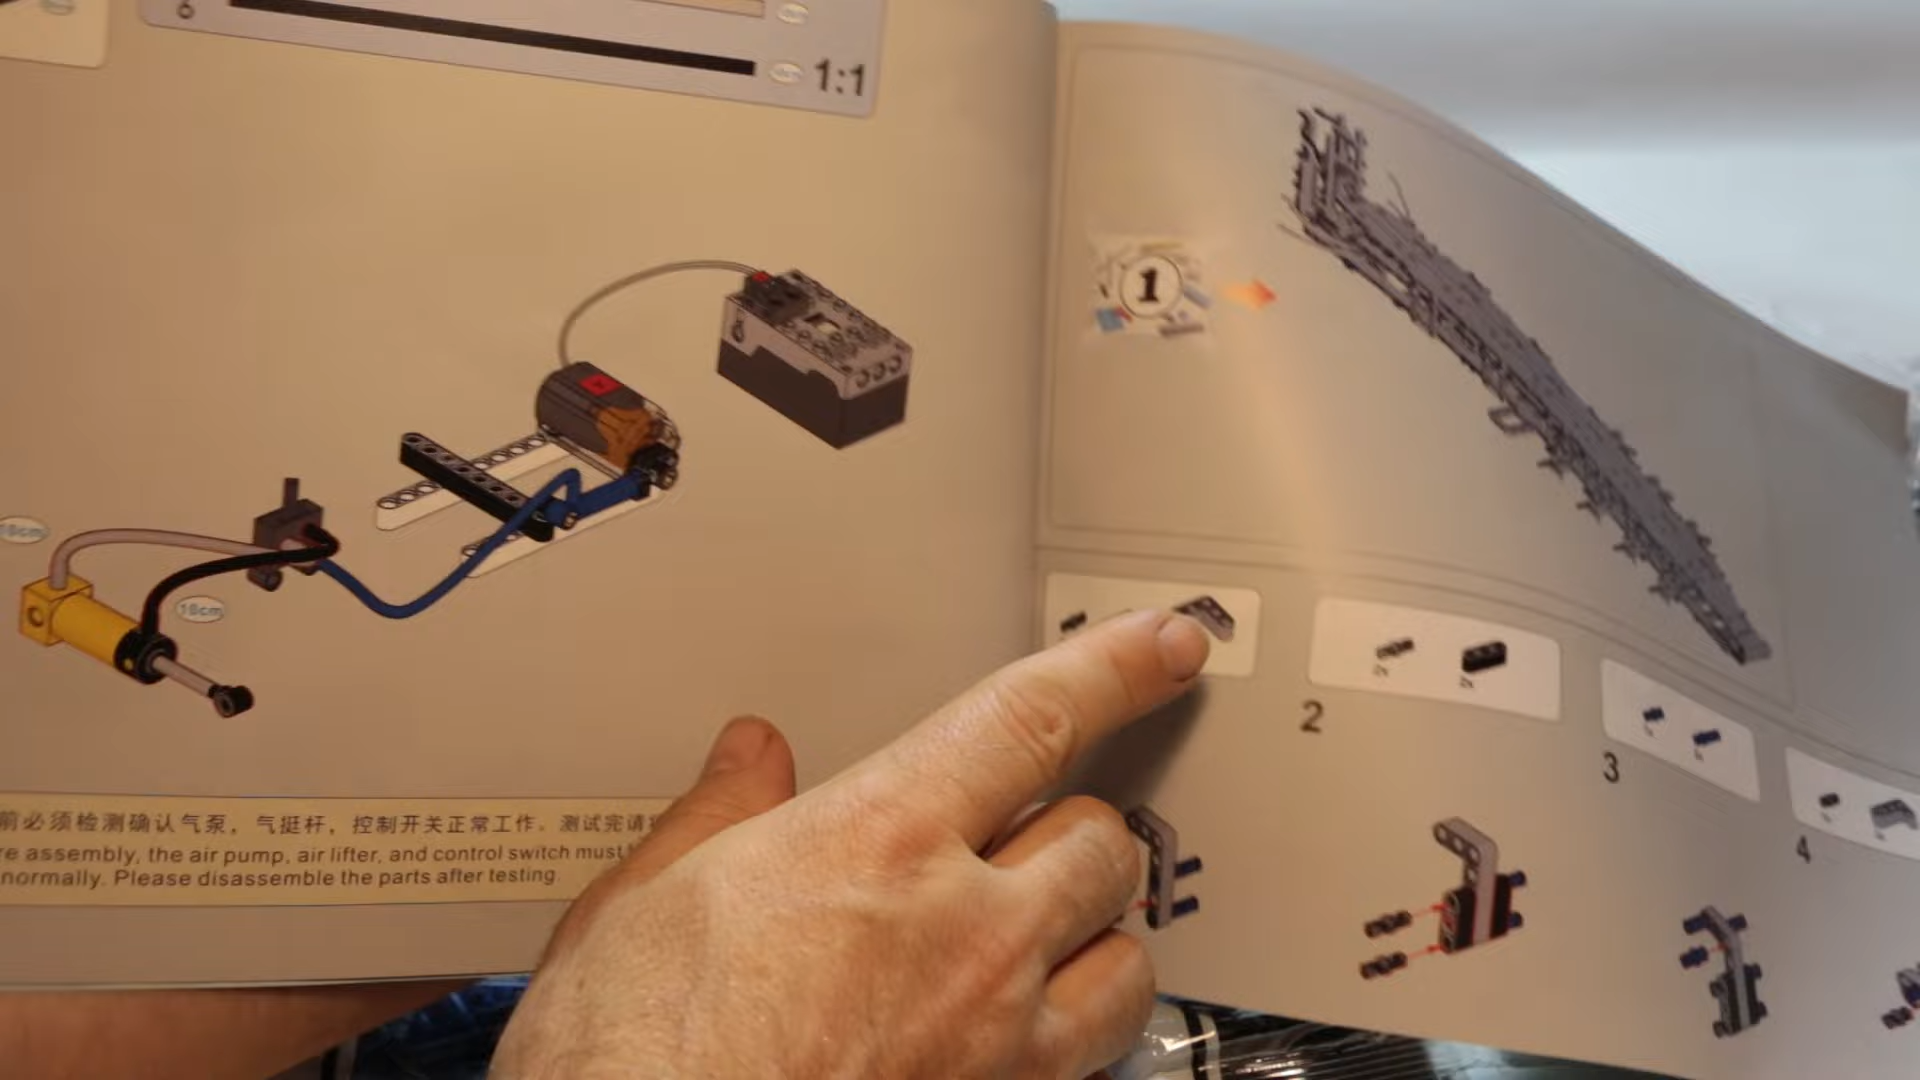 6
1:1
1
18cm
18cm
2
3
4
前必须检测确认气泵，气挺杆，控制开关正常工作。测试完请
re assembly, the air pump, air lifter, and control switch must
normally. Please disassemble the parts after testing.